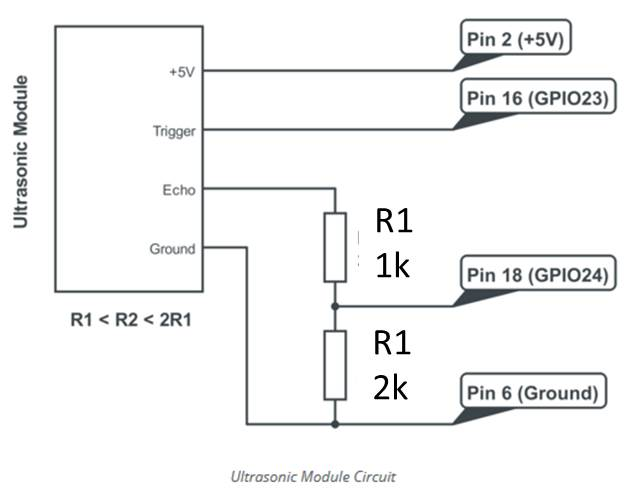 Pin 2 (+5V)
+5V
Pin 16 (GPIO23)
Trigger
Ultrasonic Module
Echo
R1
1k
Ground
Pin 18 (GPIO24)
R1 < R2 < 2R1
R1
2k
Pin 6 (Ground)
Ultrasonic Module Circuit